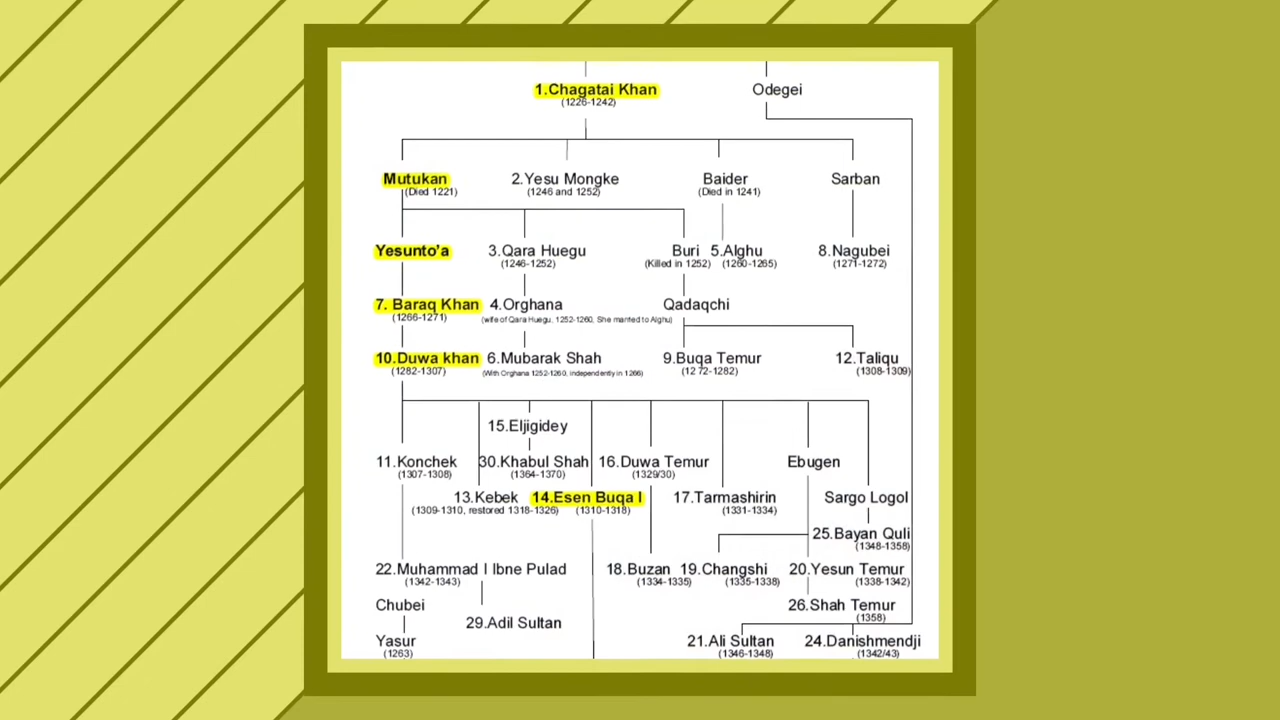 1.Chagatai Khan Odegei
(1226-1242)
Mutukan 2.Yesu Mongke Baider Sarban
(Died 1221) (1246 and 1252) (Died in 1241)
Yesunto'a 3.Qara Huegu Buri 5.Alghu 8.Nagubei
(1246-1252) (Killed in 1252) (1260-1265) (1271-1272)
7. Baraq Khan 4.Orghana Qadaqchi
(1266-1271) (wife of Qara Huegu, 1252-1260, She married to Alghu)
10.Duwa khan 6.Mubarak Shah 9.Buqa Temur 12.Taliqu
(1282-1307) (With Orghana 1252-1260, independently in 1266) (1272-1282) (1308-1309)
15.Eljigidey
11.Konchek 30.Khabul Shah 16.Duwa Temur Ebugen
(1307-1308) (1364-1370) (1329/30)
13.Kebek 14.Esen Buqa I 17.Tarmashirin Sargo Logol
(1309-1310, restored 1318-1326) (1310-1318) (1331-1334)
25.Bayan Quli
(1348-1358)
22.Muhammad I Ibne Pulad 18.Buzan 19.Changshi 20.Yesun Temur
(1342-1343) (1334-1335) (1335-1338) (1338-1342)
Chubei 26.Shah Temur
(1358)
29.Adil Sultan
Yasur 21.Ali Sultan 24.Danishmendji
(1263) (1346-1348) (1342/43)